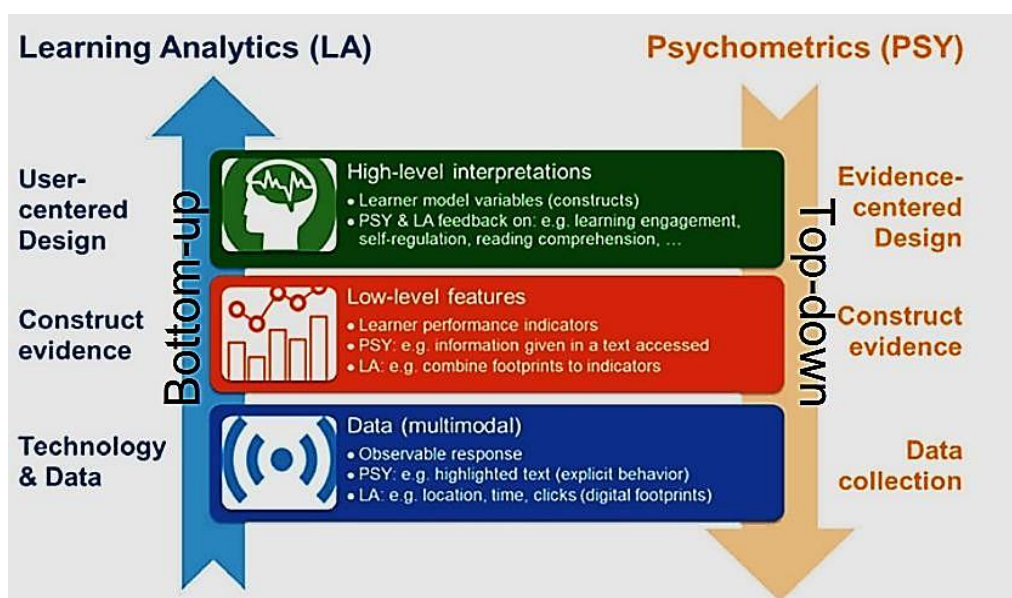 Learning Analytics (LA)
Psychometrics (PSY)
User-
centered
Design
Construct
evidence
Technology
& Data
Bottom-up
High-level interpretations
• Learner model variables (constructs)
• PSY & LA feedback on: e.g. learning engagement,
self-regulation, reading comprehension, ...
Low-level features
• Learner performance indicators
• PSY: e.g. information given in a text accessed
• LA: e.g. combine footprints to indicators
Data (multimodal)
• Observable response
• PSY: e.g. highlighted text (explicit behavior)
• LA: e.g. location, time, clicks (digital footprints)
Top-down
Evidence-
centered
Design
Construct
evidence
Data
collection